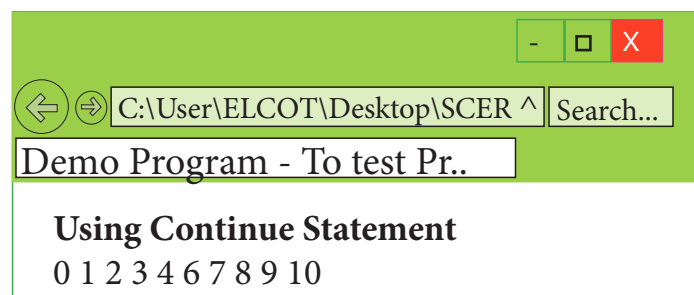 - X
C:\User\ELCOT\Desktop\SCER ^ Search...
Demo Program - To test Pr..
Using Continue Statement
0 1 2 3 4 6 7 8 9 10